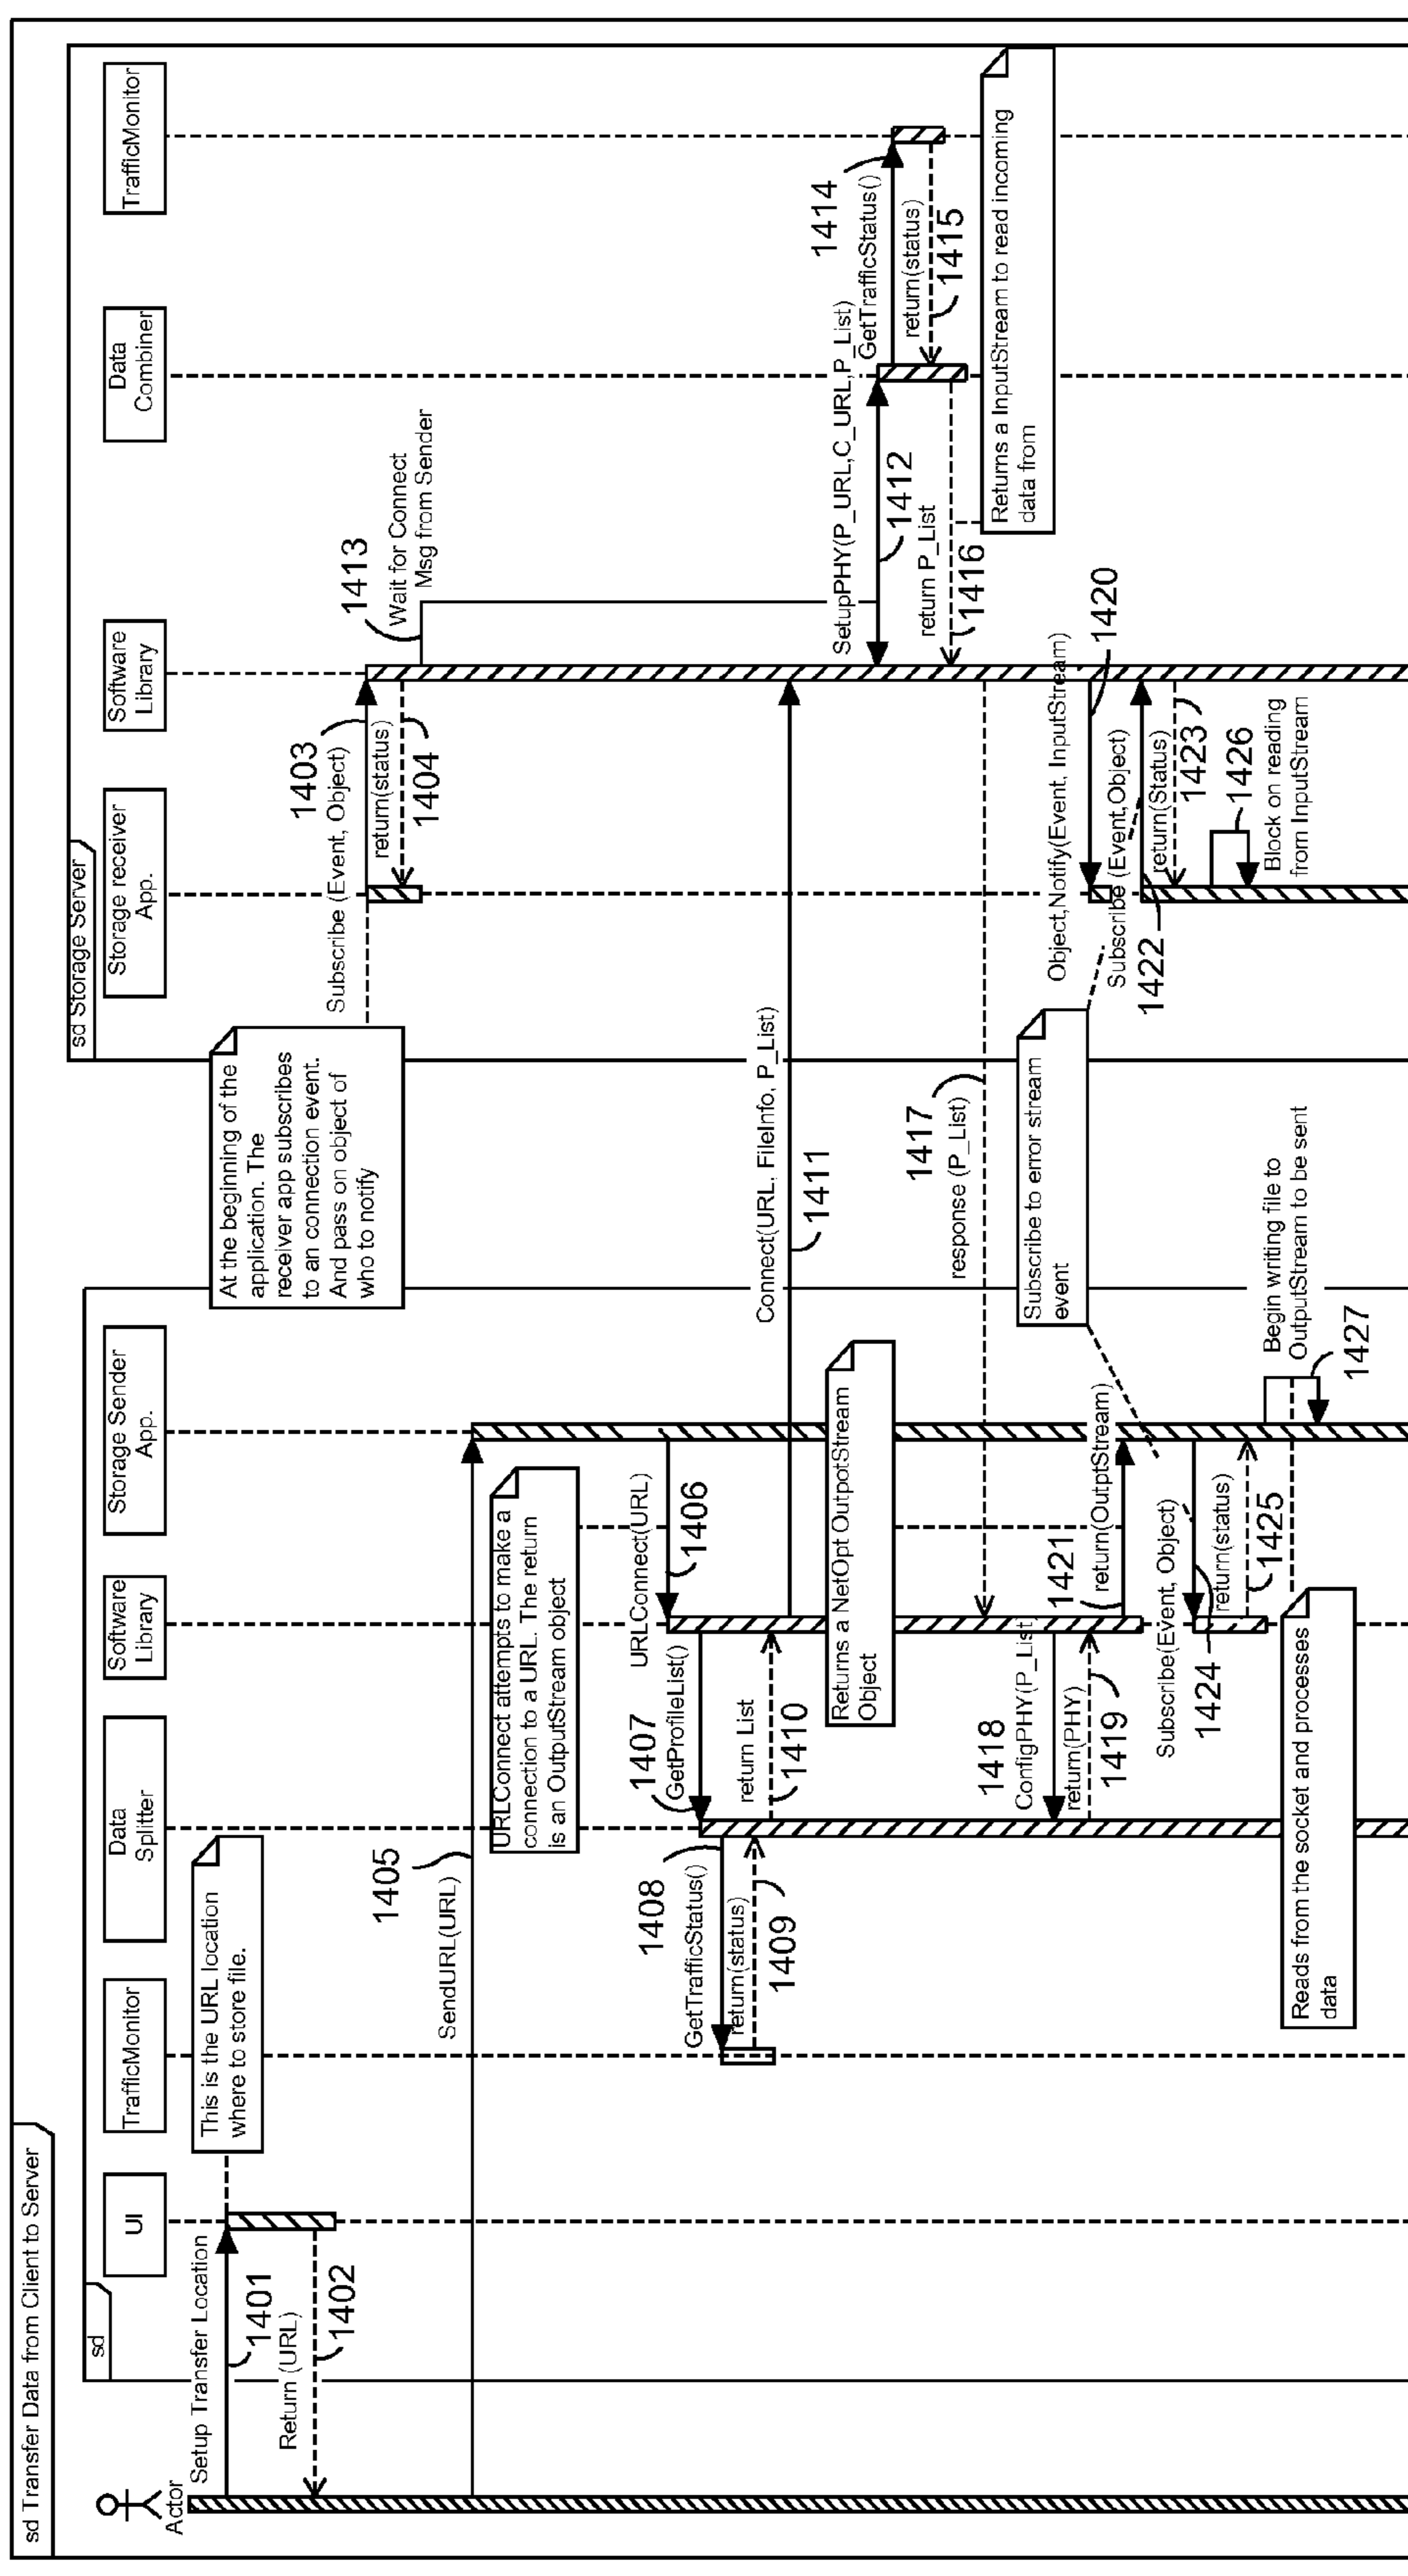 sd Transfer Data from Client to Server
sd
sd Storage Server
Actor
UI
TrafficMonitor
Data
Splitter
Software
Library
Storage Sender
App.
Storage receiver
App.
Software
Library
Data
Combiner
TrafficMonitor
Setup Transfer Location
1401
Return (URL)
1402
This is the URL location
where to store file.
At the beginning of the
application. The
receiver app subscribes
to an connection event.
And pass on object of
who to notify
1403
Subscribe (Event, Object)
return(status)
1404
1413
Wait for Connect
Msg from Sender
1405
SendURL(URL)
URLConnect attempts to make a
connection to a URL. The return
is an OutputStream object
URLConnect(URL)
1406
1407
GetProfileList()
1408
GetTrafficStatus()
return(status)
1409
return List
1410
Connect(URL, FileInfo, P_List)
1411
Returns a NetOpt OutpotStream
Object
SetupPHY(P_URL,C_URL,P_List)
1412
1414
GetTrafficStatus()
return(status)
1415
return P_List
1416
Returns a InputStream to read incoming
data from
1417
response (P_List)
1418
ConfigPHY(P_List
return(PHY)
1419
Object,Notify(Event, InputStream)
1420
1421
return(OutptStream)
Subscribe to error stream
event
Subscribe (Event,Object)
1422
return(Status)
1423
Subscribe(Event, Object)
1424
return(status)
1425
1426
Block on reading
from InputStream
Begin writing file to
OutputStream to be sent
1427
Reads from the socket and processes
data